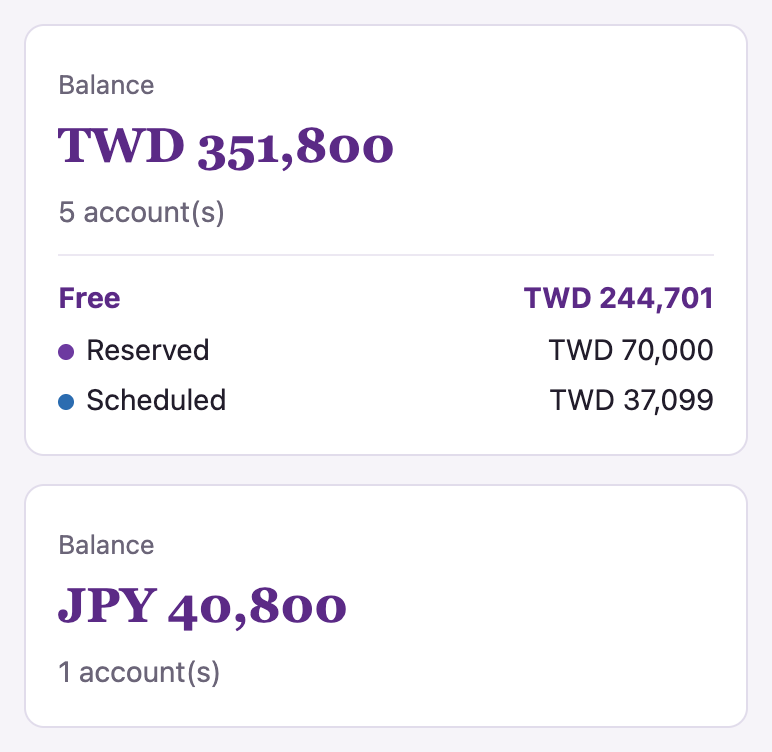 Balance
TWD 351,800
5 account(s)
Free TWD 244,701
Reserved TWD 70,000
Scheduled TWD 37,099
Balance
JPY 40,800
1 account(s)